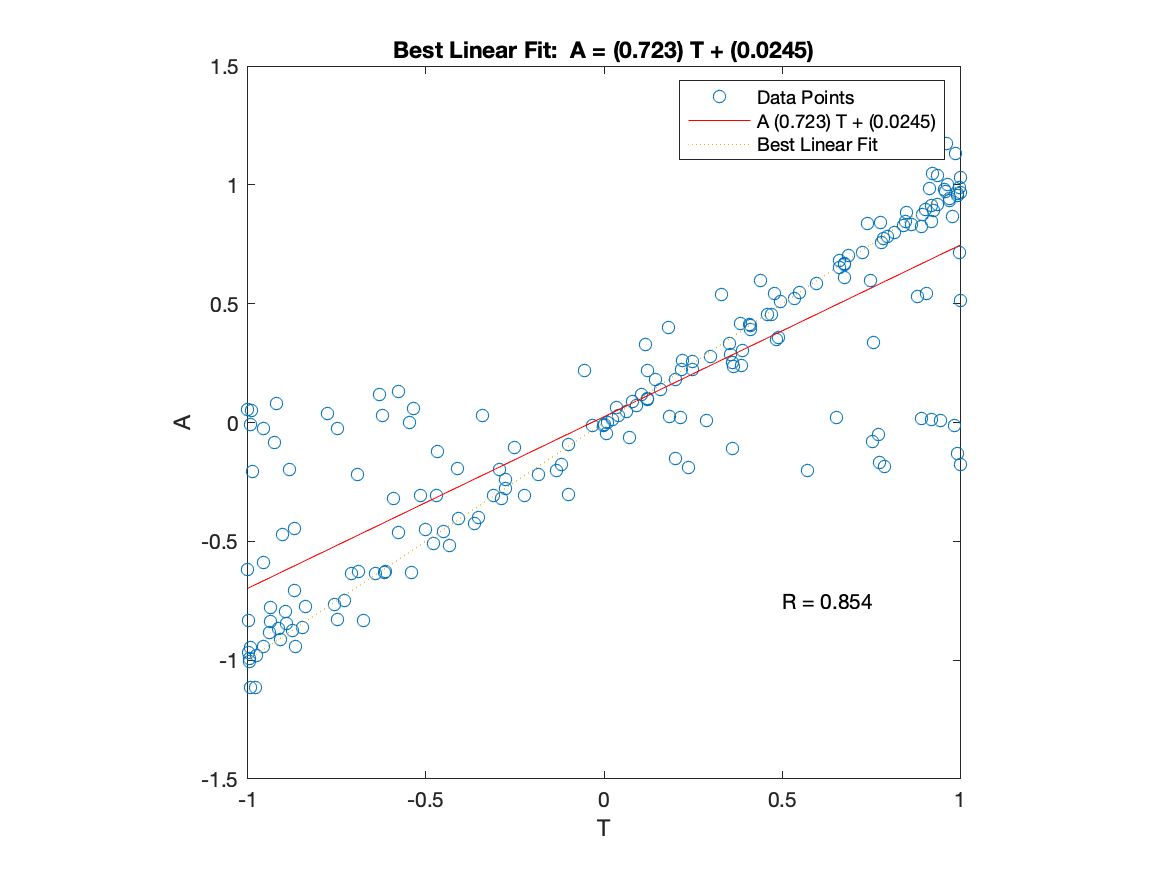 Best Linear Fit:  A = (0.723) T + (0.0245)
1.5
Data Points
A (0.723) T + (0.0245)
Best Linear Fit
1
0.5
A
0
-0.5
R = 0.854
-1
-1.5
-1
-0.5
0
0.5
1
T